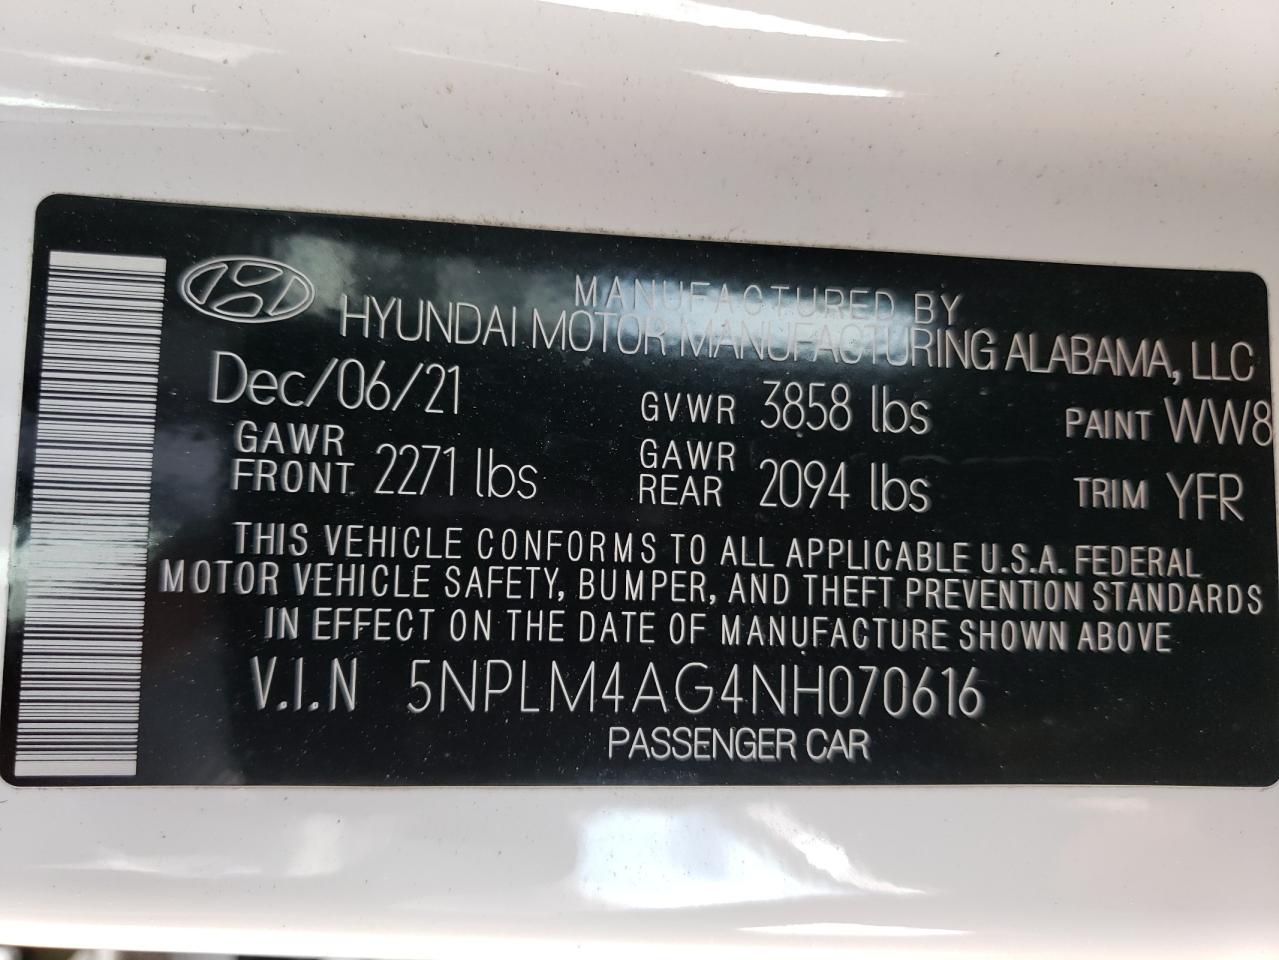 MANUFACTURED BY
HYUNDAI MOTOR MANUFACTURING ALABAMA, LLC
Dec/06/21 GVWR 3858 lbs PAINT WW8
GAWR FRONT 2271 lbs GAWR REAR 2094 lbs TRIM YFR
THIS VEHICLE CONFORMS TO ALL APPLICABLE U.S.A. FEDERAL
MOTOR VEHICLE SAFETY, BUMPER, AND THEFT PREVENTION STANDARDS
IN EFFECT ON THE DATE OF MANUFACTURE SHOWN ABOVE
V.I.N 5NPLM4AG4NH070616
PASSENGER CAR